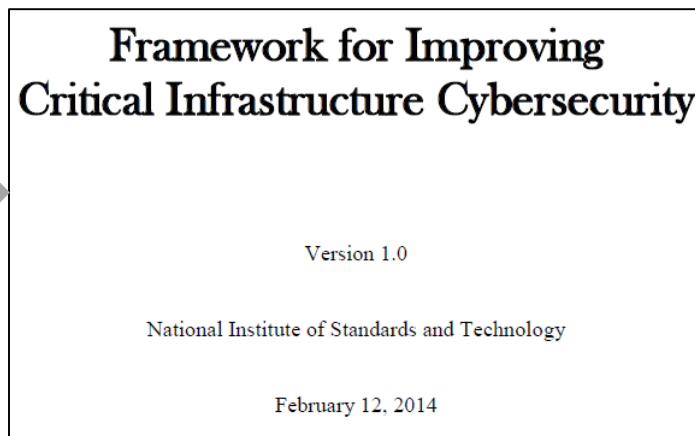 Framework for Improving
Critical Infrastructure Cybersecurity
Version 1.0
National Institute of Standards and Technology
February 12, 2014